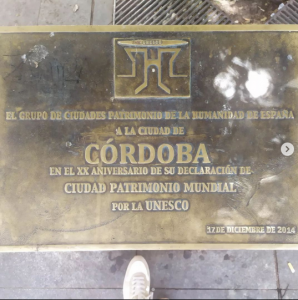 EL GRUPO DE CIUDADES PATRIMONIO DE LA HUMANIDAD DE ESPAÑA
A LA CIUDAD DE
CÓRDOBA
EN EL XX ANIVERSARIO DE SU DECLARACIÓN DE
CIUDAD PATRIMONIO MUNDIAL
POR LA UNESCO
17 DE DICIEMBRE DE 2014